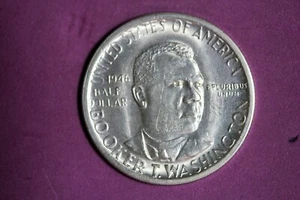 UNITED STATES OF AMERICA
1946
HALF
DOLLAR
E PLURIBUS
UNUM
BOOKER T. WASHINGTON